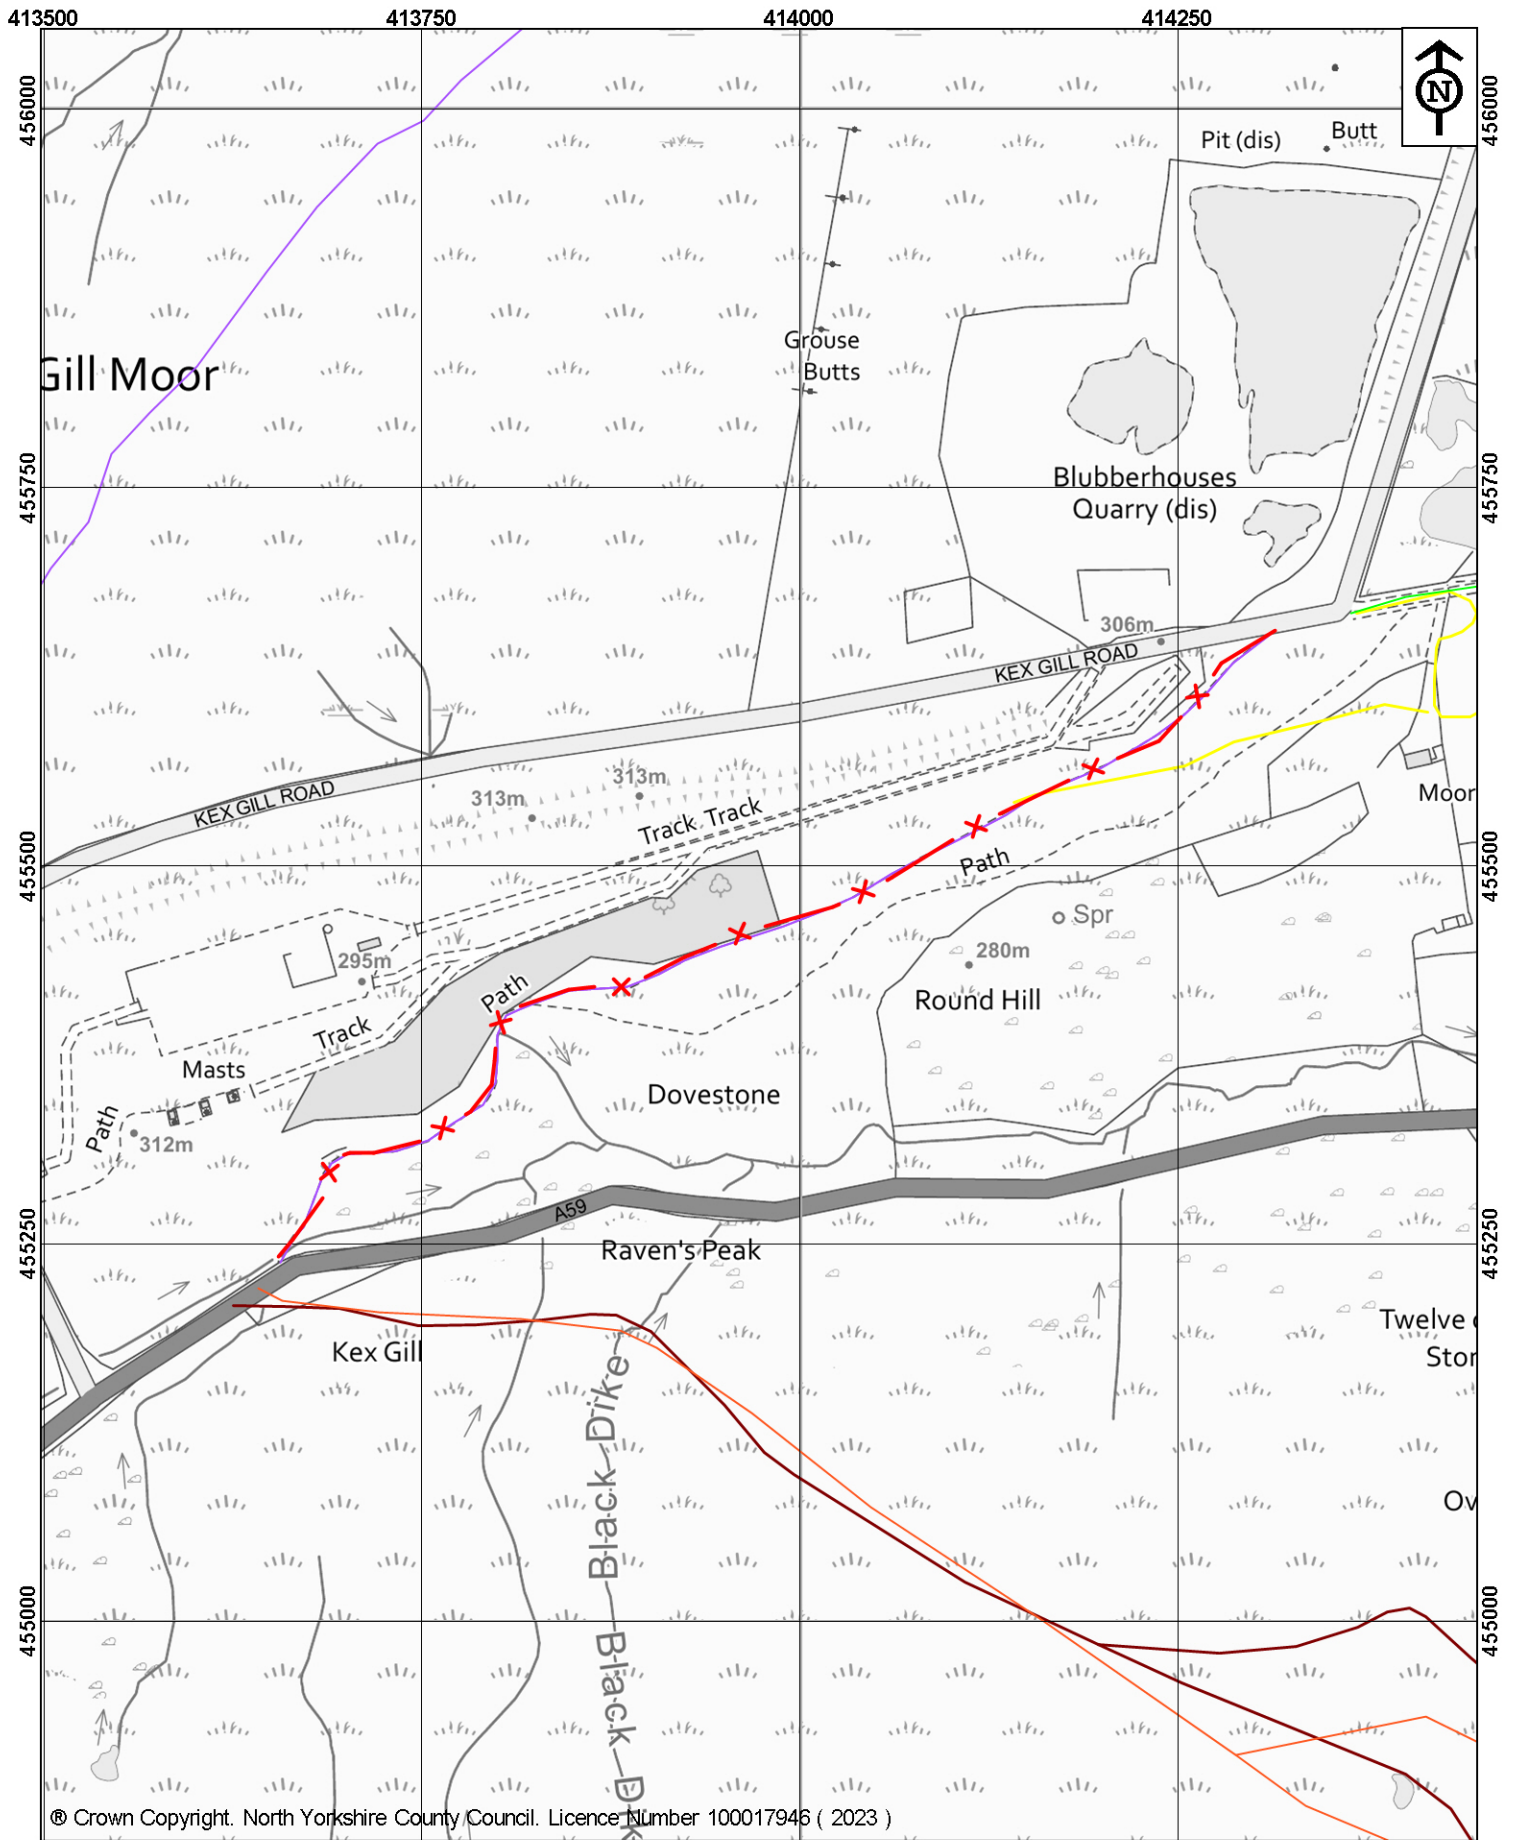 413500 413750 414000 414250
N
456000
456000
Pit (dis)
Butt
Grouse
Butts
Gill Moor
455750
455750
Blubberhouses
Quarry (dis)
306m
KEX GILL ROAD
313m
313m
KEX GILL ROAD
Track Track
Moor
455500
455500
Path
Spr
295m
280m
Path
Round Hill
Track
Masts
Dovestone
Path
312m
A59
455250
455250
Raven's Peak
Twelve
Kex Gill
Black Dike
Black
455000
455000
Black
® Crown Copyright. North Yorkshire County Council. Licence Number 100017946 ( 2023 )